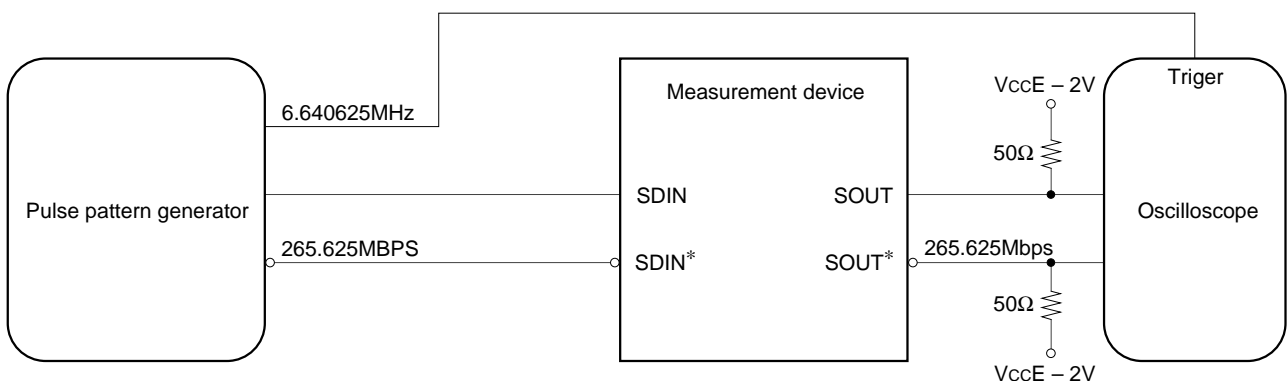 Triger
VCCE – 2V
Measurement device
6.640625MHz
50Ω
SDIN
SOUT
Pulse pattern generator
Oscilloscope
265.625MBPS
SDIN*
SOUT*
265.625Mbps
50Ω
VCCE – 2V